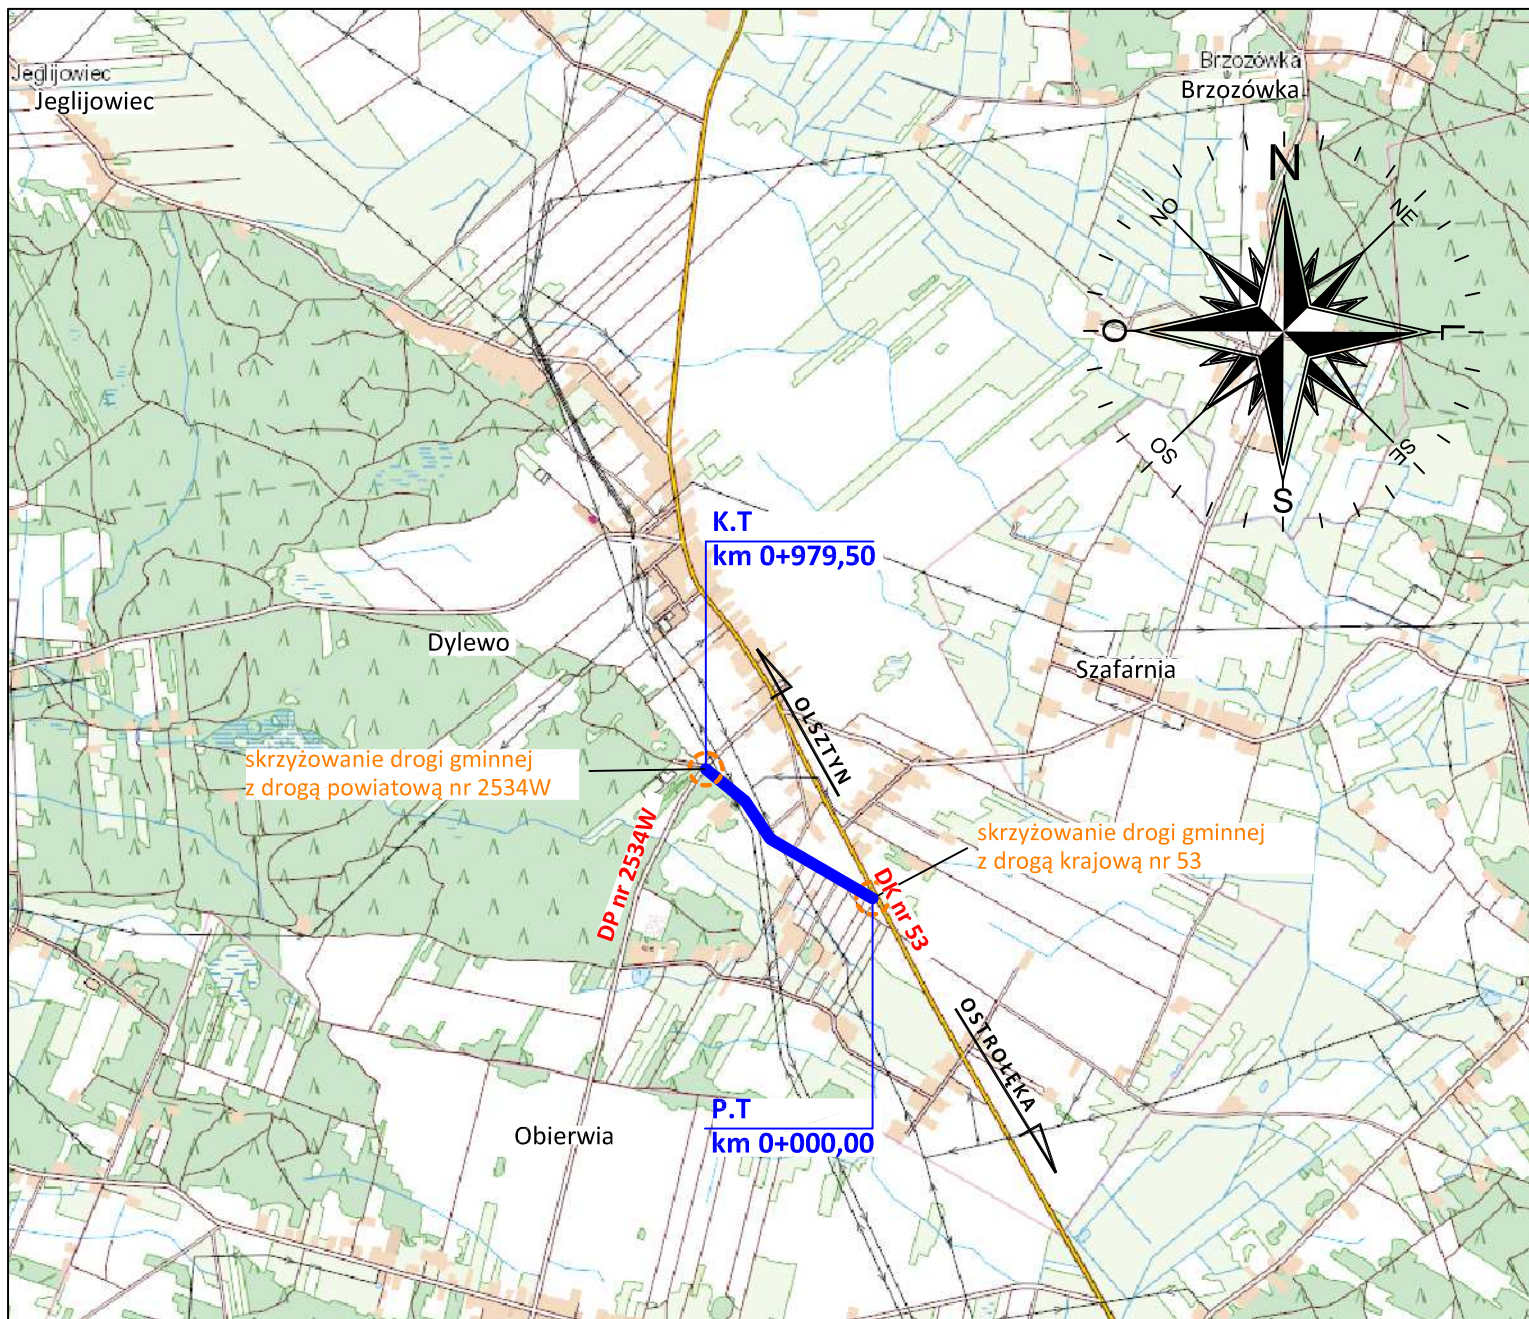 Jeglijowiec
Jeglijowiec
Brzozówka
Brzozówka
N
NO
NE
O
L
SO
SE
S
K.T
km 0+979,50
Dylewo
Szafarnia
OLSZTYN
skrzyżowanie drogi gminnej
z drogą powiatową nr 2534W
DP nr 2534W
skrzyżowanie drogi gminnej
z drogą krajową nr 53
DK nr 53
OSTROŁĘKA
P.T
km 0+000,00
Obierwia